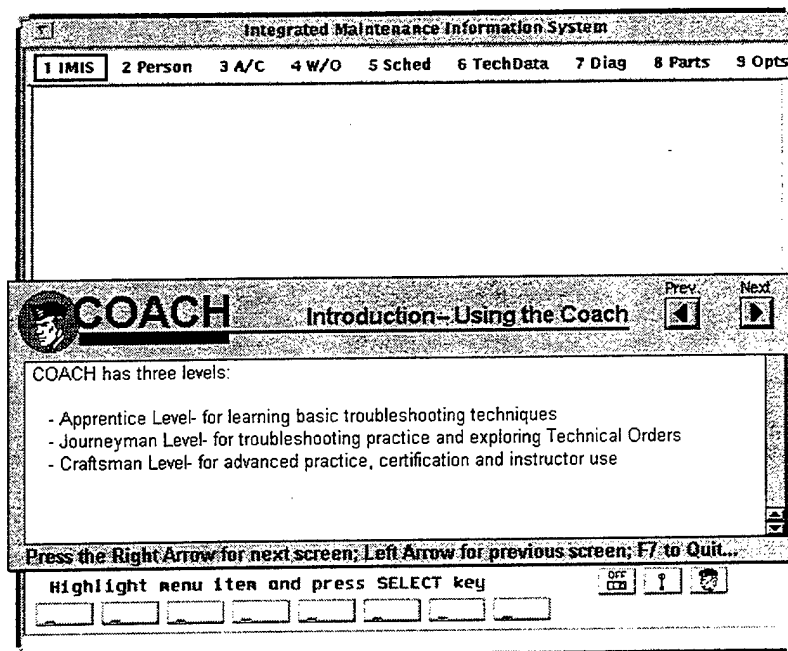 Integrated Maintenance Information System
1 IMIS 2 Person 3 A/C 4 W/O 5 Sched 6 TechData 7 Diag 8 Parts 9 Opts
Prev. Next
COACH Introduction--Using the Coach
COACH has three levels:
- Apprentice Level- for learning basic troubleshooting techniques
- Journeyman Level- for troubleshooting practice and exploring Technical Orders
- Craftsman Level- for advanced practice, certification and instructor use
Press the Right Arrow for next screen; Left Arrow for previous screen; F7 to Quit...
Highlight menu item and press SELECT key
OFF